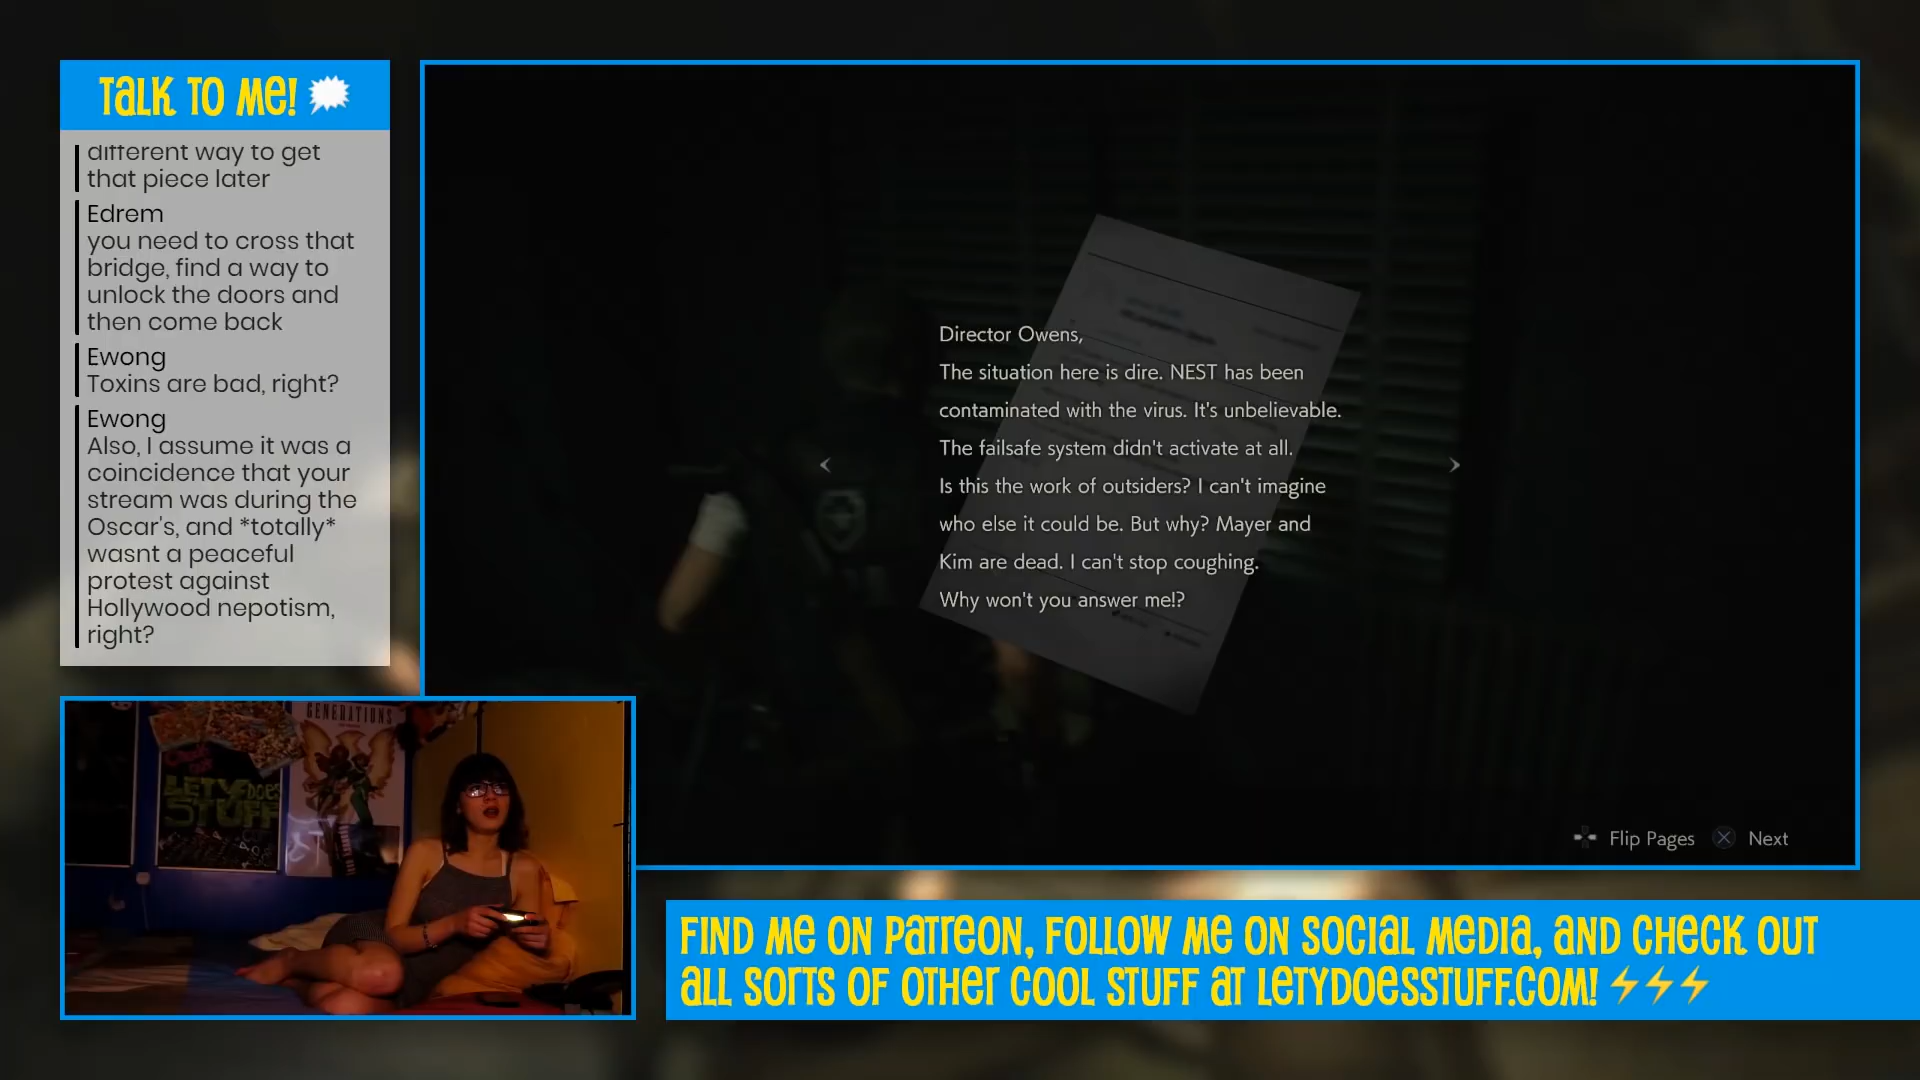 TALK TO ME!
different way to get
that piece later
Edrem
you need to cross that
bridge, find a way to
unlock the doors and
then come back
Ewong
Toxins are bad, right?
Ewong
Also, I assume it was a
coincidence that your
stream was during the
Oscar's, and *totally*
wasnt a peaceful
protest against
Hollywood nepotism,
right?
Director Owens,
The situation here is dire. NEST has been
contaminated with the virus. It's unbelievable.
The failsafe system didn't activate at all.
Is this the work of outsiders? I can't imagine
who else it could be. But why? Mayer and
Kim are dead. I can't stop coughing.
Why won't you answer me!?
Flip Pages
Next
GENERATIONS
LETY DOES
STUFF
FIND ME ON PATREON, FOLLOW ME ON SOCIAL MEDIA, AND CHECK OUT
ALL SORTS OF OTHER COOL STUFF AT LETYDOESSTUFF.COM!